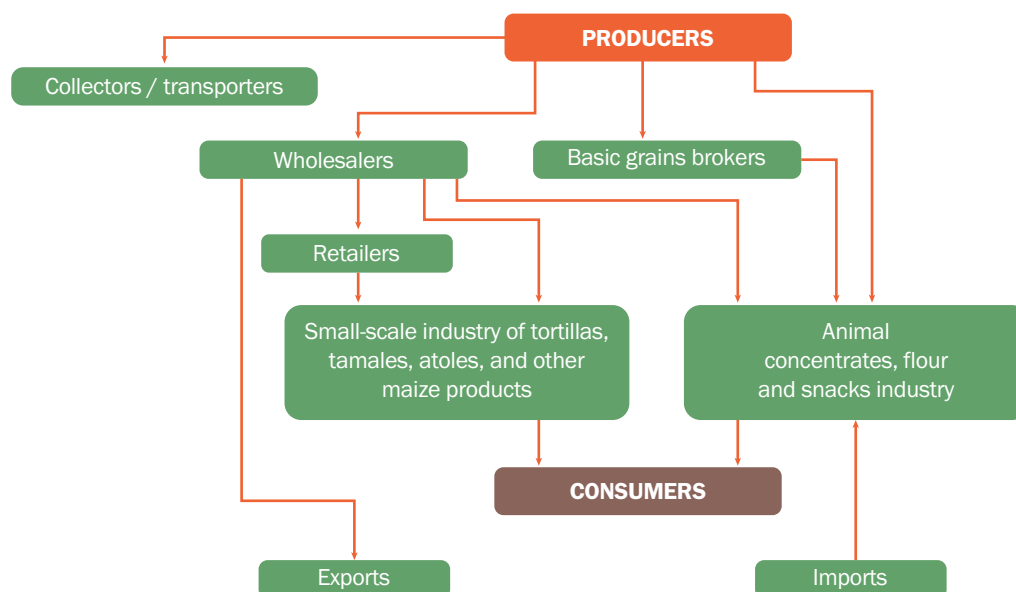 PRODUCERS
Collectors / transporters
Wholesalers
Basic grains brokers
Retailers
Small-scale industry of tortillas,
tamales, atoles, and other
maize products
Animal
concentrates, flour
and snacks industry
CONSUMERS
Exports
Imports